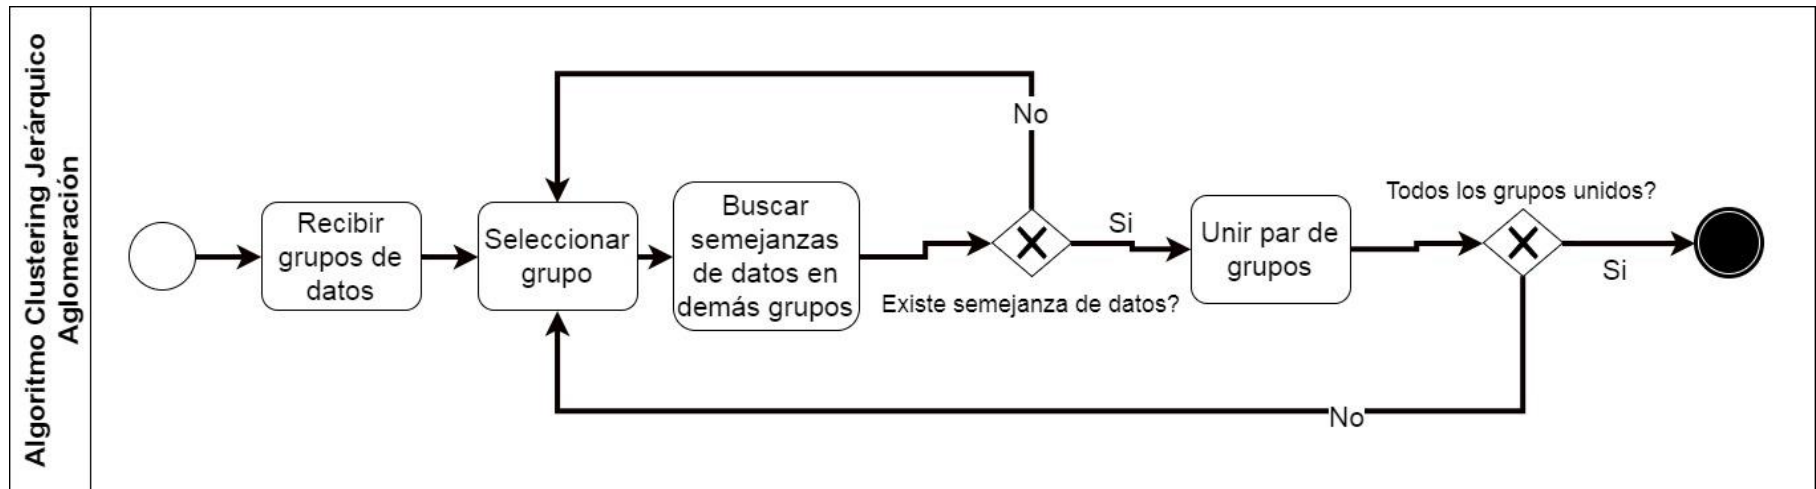 Algoritmo Clustering Jerárquico
Aglomeración
Recibir
grupos de
datos
Seleccionar
grupo
Buscar
semejanzas
de datos en
demás grupos
No
Existe semejanza de datos?
Si
Unir par de
grupos
Todos los grupos unidos?
Si
No